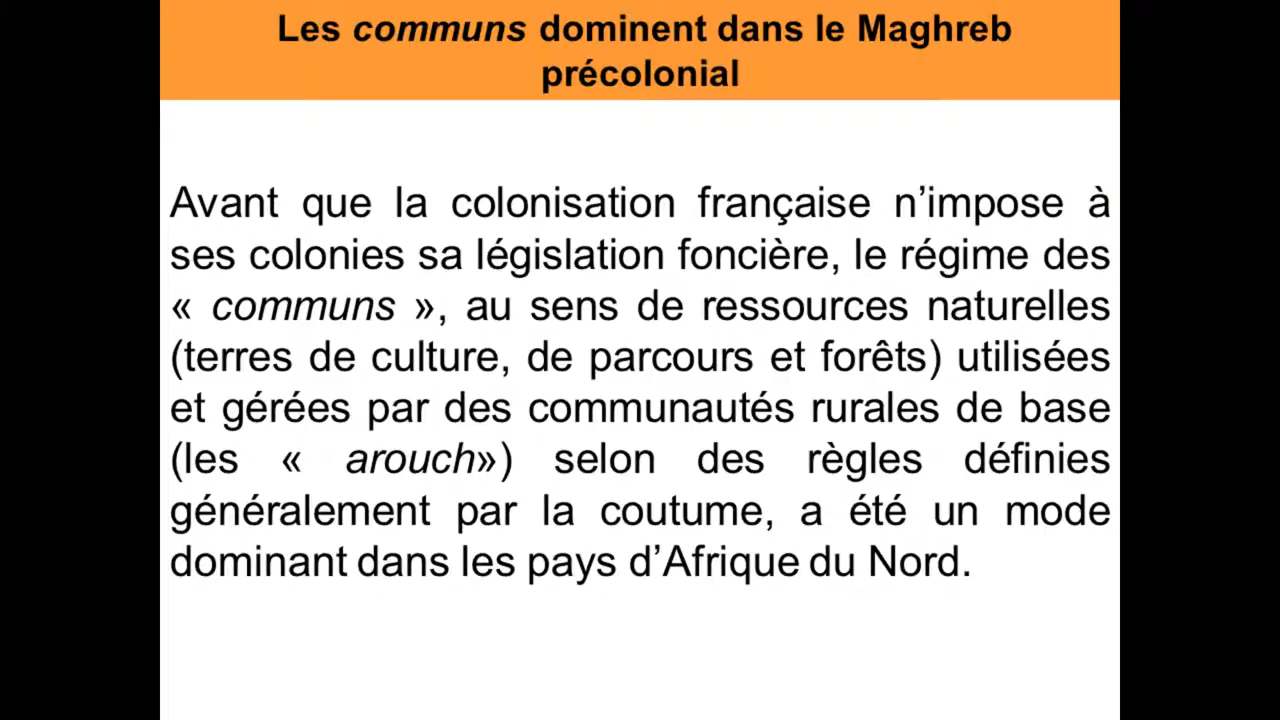 Les communs dominent dans le Maghreb
précolonial
Avant que la colonisation française n’impose à
ses colonies sa législation foncière, le régime des
« communs », au sens de ressources naturelles
(terres de culture, de parcours et forêts) utilisées
et gérées par des communautés rurales de base
(les « arouch») selon des règles définies
généralement par la coutume, a été un mode
dominant dans les pays d’Afrique du Nord.